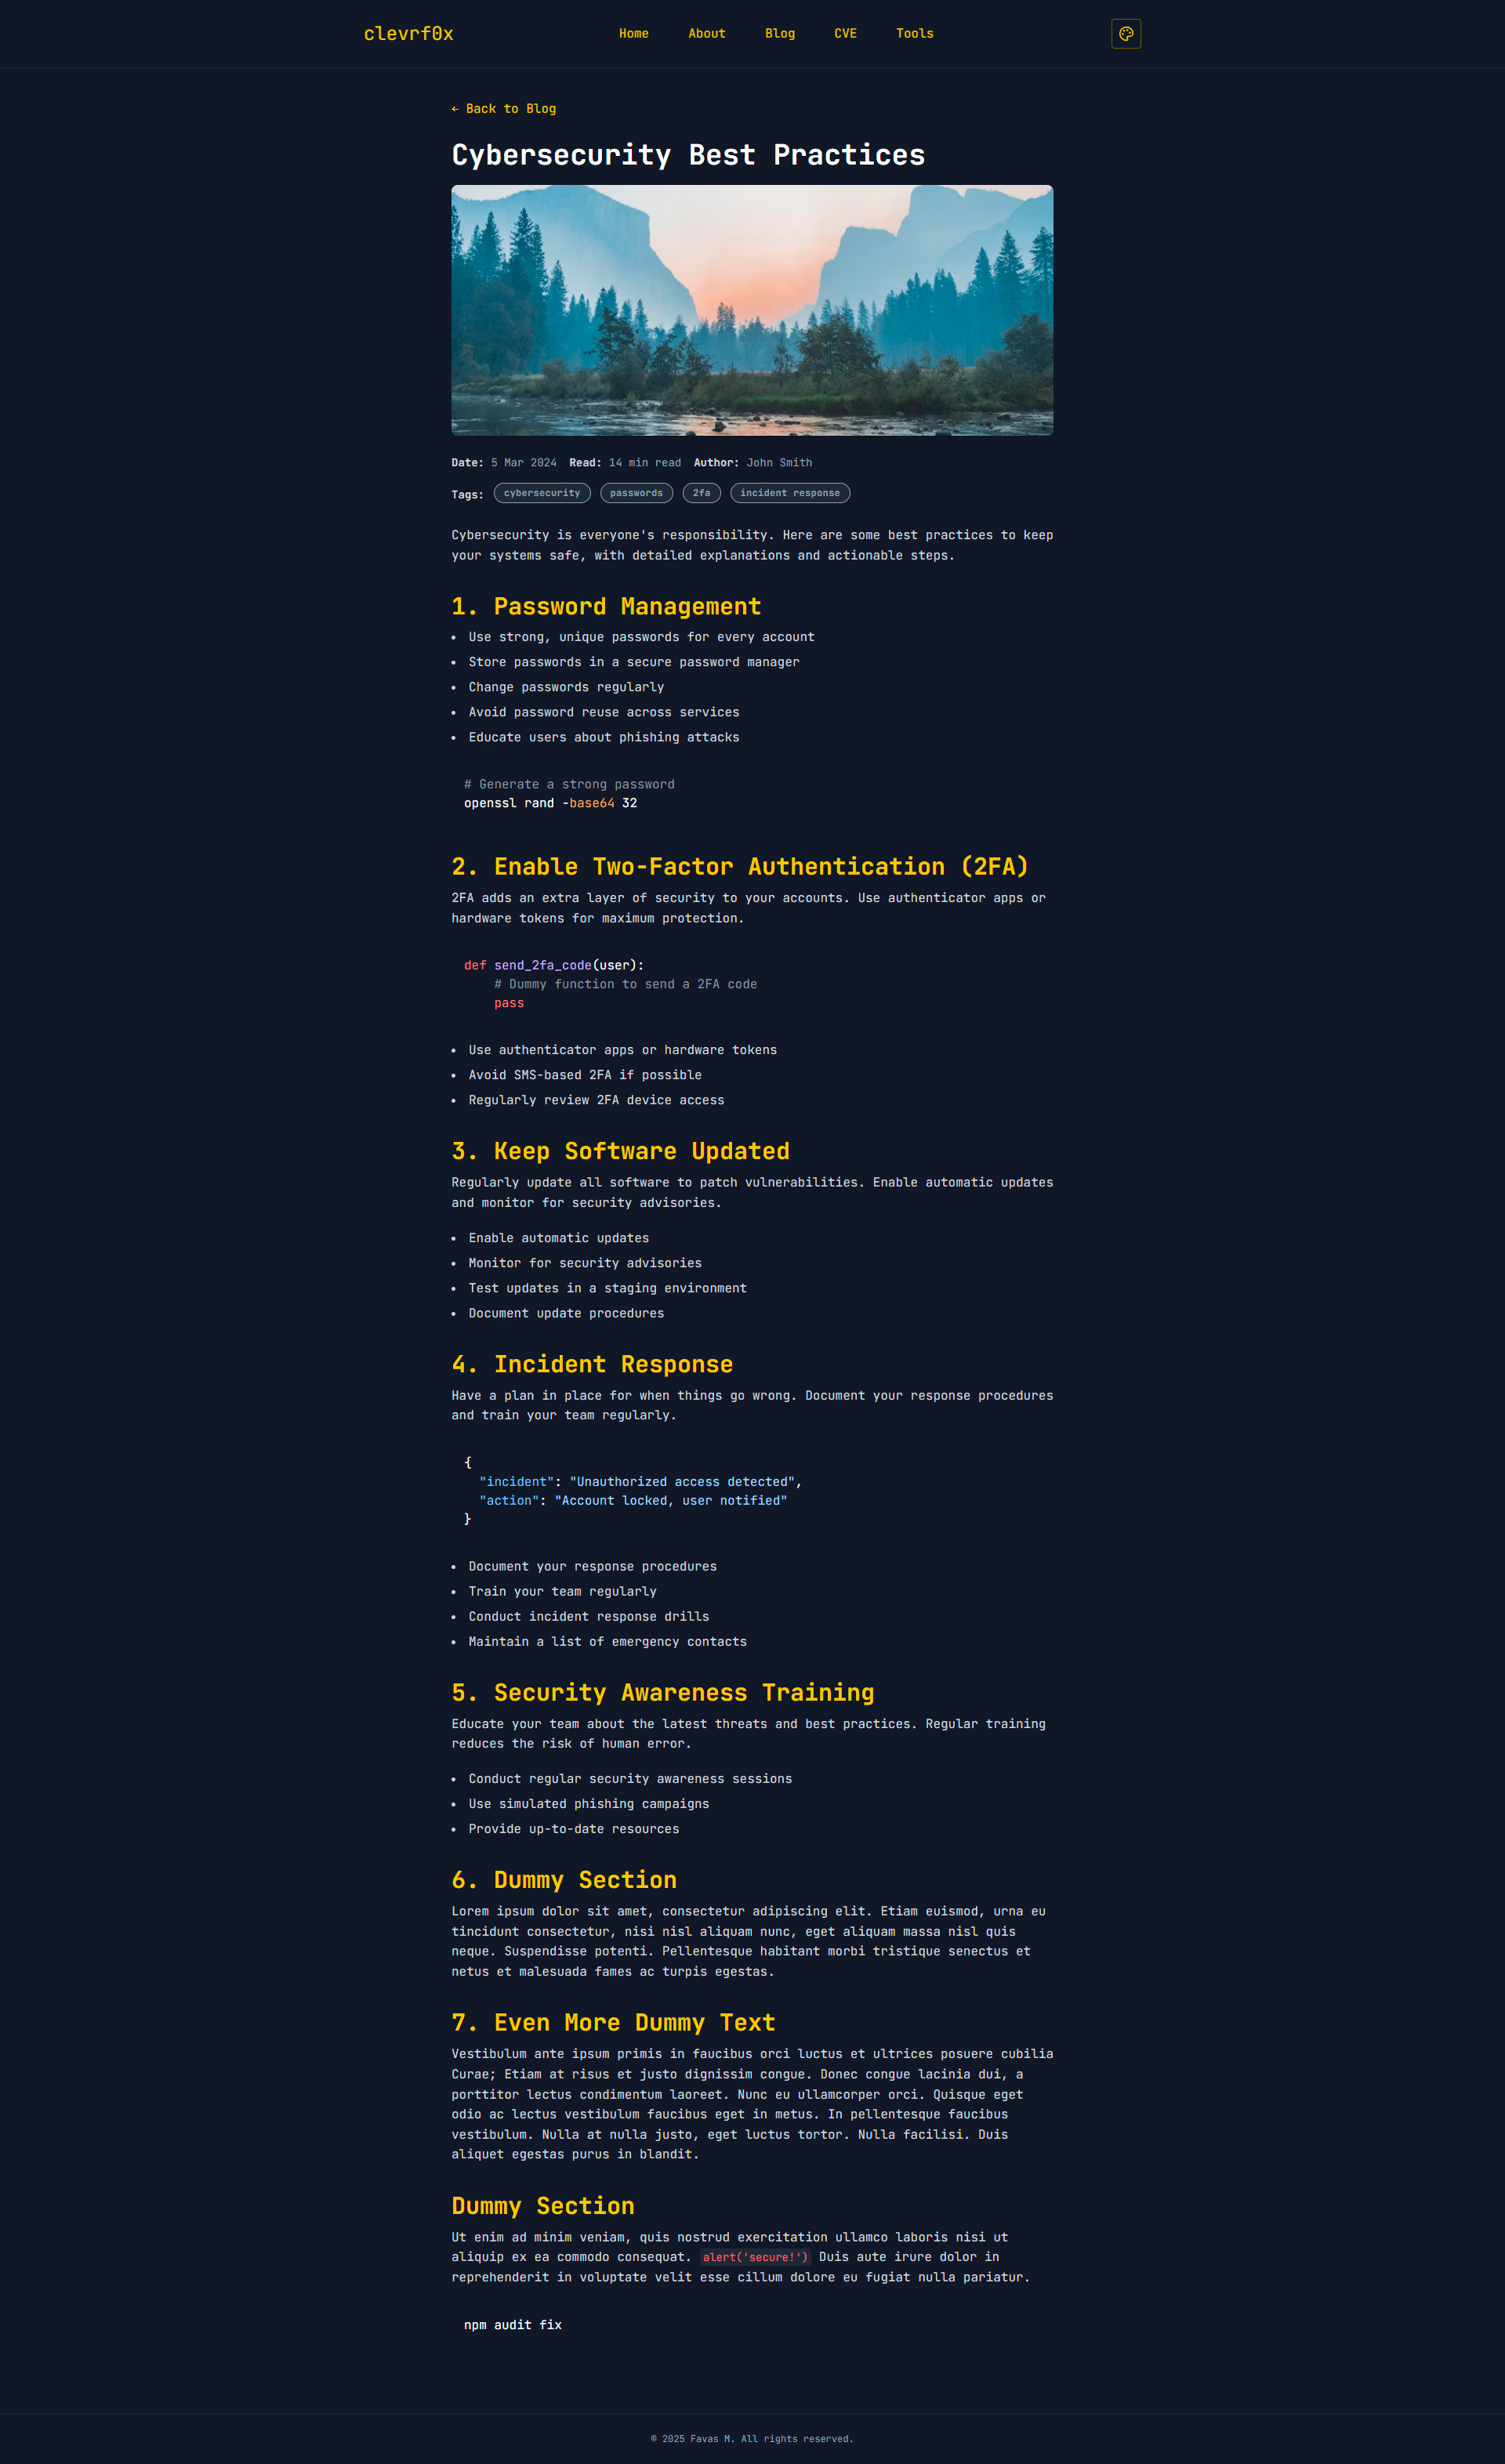 clevrf0x
Home About Blog CVE Tools
← Back to Blog
Cybersecurity Best Practices
Date: 5 Mar 2024 Read: 14 min read Author: John Smith
Tags: cybersecurity passwords 2fa incident response
Cybersecurity is everyone's responsibility. Here are some best practices to keep
your systems safe, with detailed explanations and actionable steps.
1. Password Management
• Use strong, unique passwords for every account
• Store passwords in a secure password manager
• Change passwords regularly
• Avoid password reuse across services
• Educate users about phishing attacks
# Generate a strong password
openssl rand -base64 32
2. Enable Two-Factor Authentication (2FA)
2FA adds an extra layer of security to your accounts. Use authenticator apps or
hardware tokens for maximum protection.
def send_2fa_code(user):
    # Dummy function to send a 2FA code
    pass
• Use authenticator apps or hardware tokens
• Avoid SMS-based 2FA if possible
• Regularly review 2FA device access
3. Keep Software Updated
Regularly update all software to patch vulnerabilities. Enable automatic updates
and monitor for security advisories.
• Enable automatic updates
• Monitor for security advisories
• Test updates in a staging environment
• Document update procedures
4. Incident Response
Have a plan in place for when things go wrong. Document your response procedures
and train your team regularly.
{
  "incident": "Unauthorized access detected",
  "action": "Account locked, user notified"
}
• Document your response procedures
• Train your team regularly
• Conduct incident response drills
• Maintain a list of emergency contacts
5. Security Awareness Training
Educate your team about the latest threats and best practices. Regular training
reduces the risk of human error.
• Conduct regular security awareness sessions
• Use simulated phishing campaigns
• Provide up-to-date resources
6. Dummy Section
Lorem ipsum dolor sit amet, consectetur adipiscing elit. Etiam euismod, urna eu
tincidunt consectetur, nisi nisl aliquam nunc, eget aliquam massa nisl quis
neque. Suspendisse potenti. Pellentesque habitant morbi tristique senectus et
netus et malesuada fames ac turpis egestas.
7. Even More Dummy Text
Vestibulum ante ipsum primis in faucibus orci luctus et ultrices posuere cubilia
Curae; Etiam at risus et justo dignissim congue. Donec congue lacinia dui, a
porttitor lectus condimentum laoreet. Nunc eu ullamcorper orci. Quisque eget
odio ac lectus vestibulum faucibus eget in metus. In pellentesque faucibus
vestibulum. Nulla at nulla justo, eget luctus tortor. Nulla facilisi. Duis
aliquet egestas purus in blandit.
Dummy Section
Ut enim ad minim veniam, quis nostrud exercitation ullamco laboris nisi ut
aliquip ex ea commodo consequat. alert('secure!') Duis aute irure dolor in
reprehenderit in voluptate velit esse cillum dolore eu fugiat nulla pariatur.
npm audit fix
© 2025 Favas M. All rights reserved.